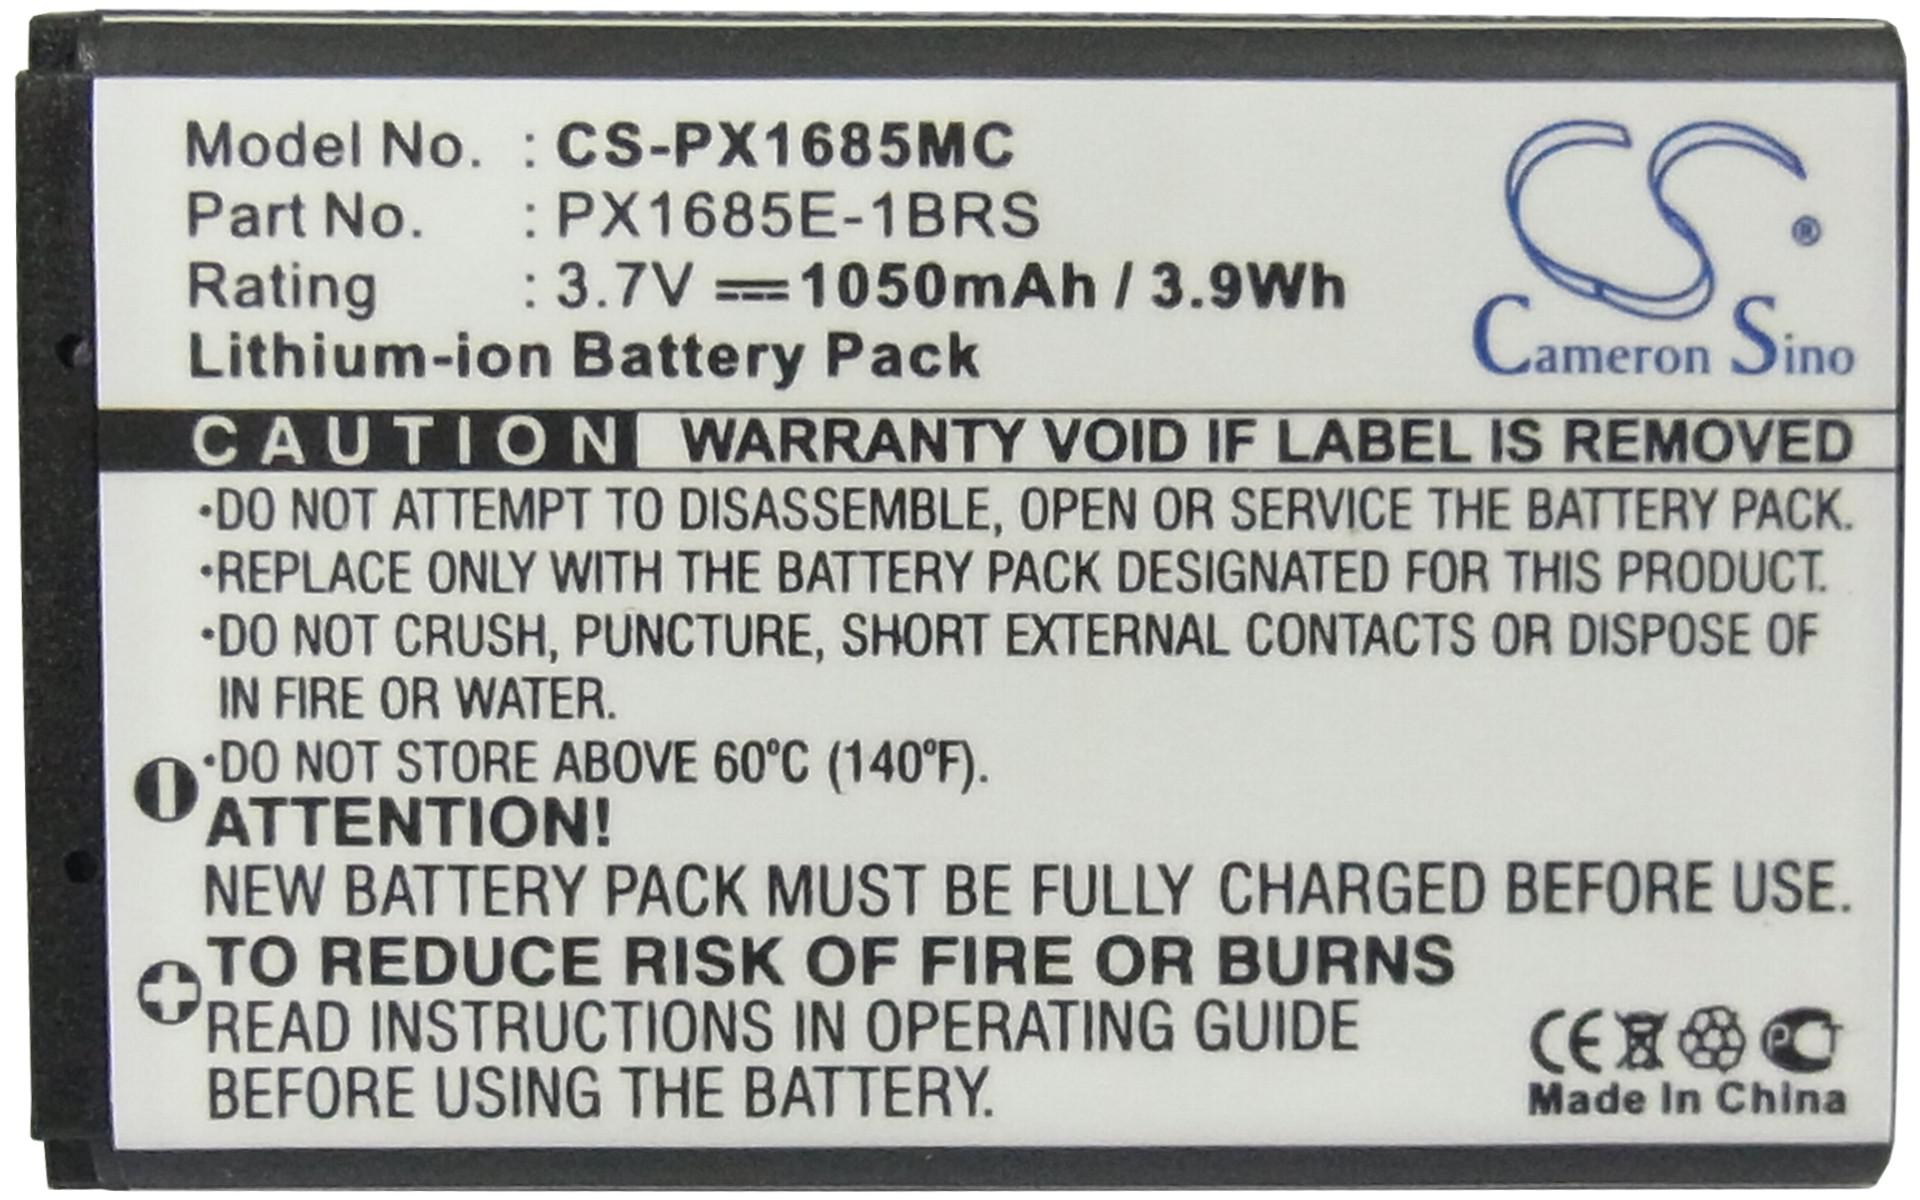 Model No. : CS-PX1685MC
Part No. : PX1685E-1BRS
Rating : 3.7V 1050mAh / 3.9Wh
Lithium-ion Battery Pack
CS ®
Cameron Sino
CAUTION WARRANTY VOID IF LABEL IS REMOVED
•DO NOT ATTEMPT TO DISASSEMBLE, OPEN OR SERVICE THE BATTERY PACK.
•REPLACE ONLY WITH THE BATTERY PACK DESIGNATED FOR THIS PRODUCT.
•DO NOT CRUSH, PUNCTURE, SHORT EXTERNAL CONTACTS OR DISPOSE OF
IN FIRE OR WATER.
•DO NOT STORE ABOVE 60°C (140°F).
ATTENTION!
NEW BATTERY PACK MUST BE FULLY CHARGED BEFORE USE.
TO REDUCE RISK OF FIRE OR BURNS
READ INSTRUCTIONS IN OPERATING GUIDE
BEFORE USING THE BATTERY.
CE PCT
Made In China